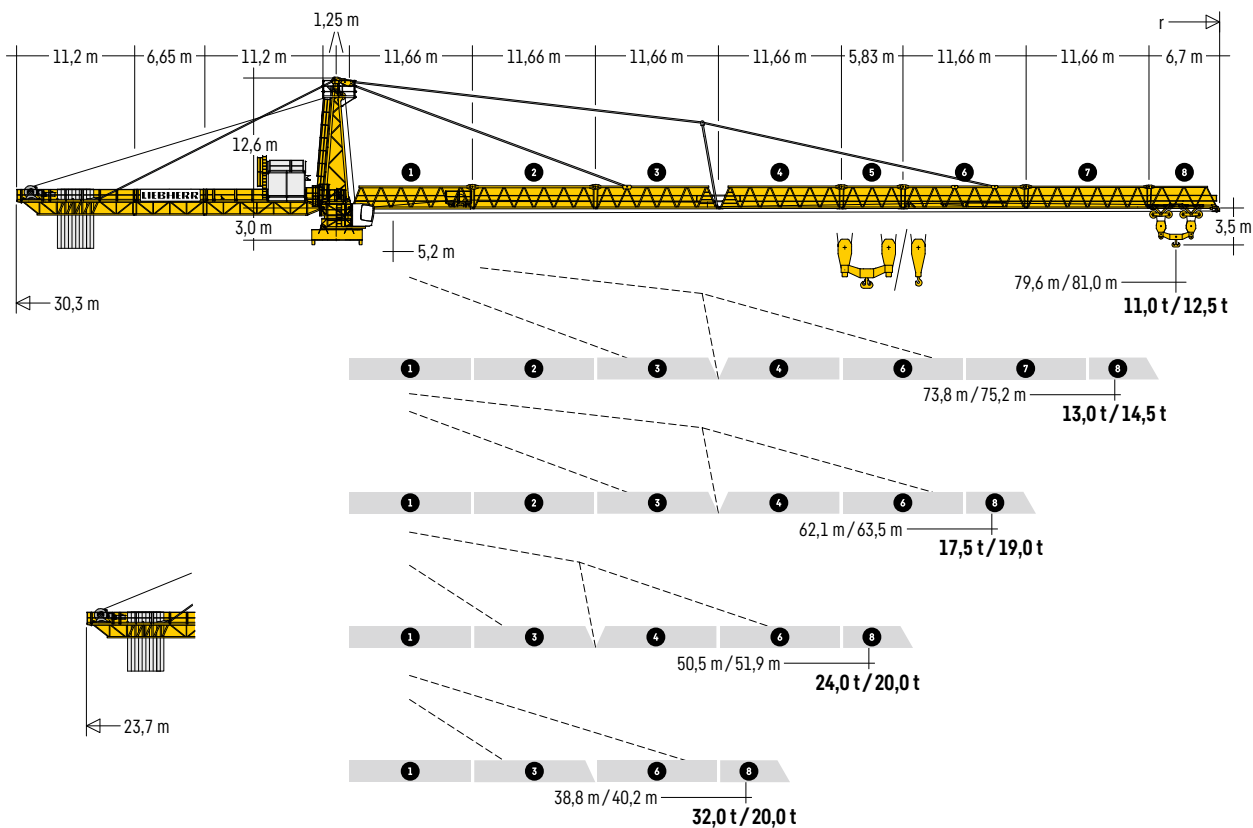 1,25 m
r
11,2 m 6,65 m 11,2 m 11,66 m 11,66 m 11,66 m 11,66 m 5,83 m 11,66 m 11,66 m 6,7 m
12,6 m
1 2 3 4 5 6 7 8
LIEBHERR
3,0 m
3,5 m
5,2 m
79,6 m/81,0 m
30,3 m
11,0 t/12,5 t
1 2 3 4 6 7 8
73,8 m/75,2 m
13,0 t/14,5 t
1 2 3 4 6 8
62,1 m/63,5 m
17,5 t/19,0 t
1 3 4 6 8
50,5 m/51,9 m
24,0 t/20,0 t
23,7 m
1 3 6 8
38,8 m/40,2 m
32,0 t/20,0 t